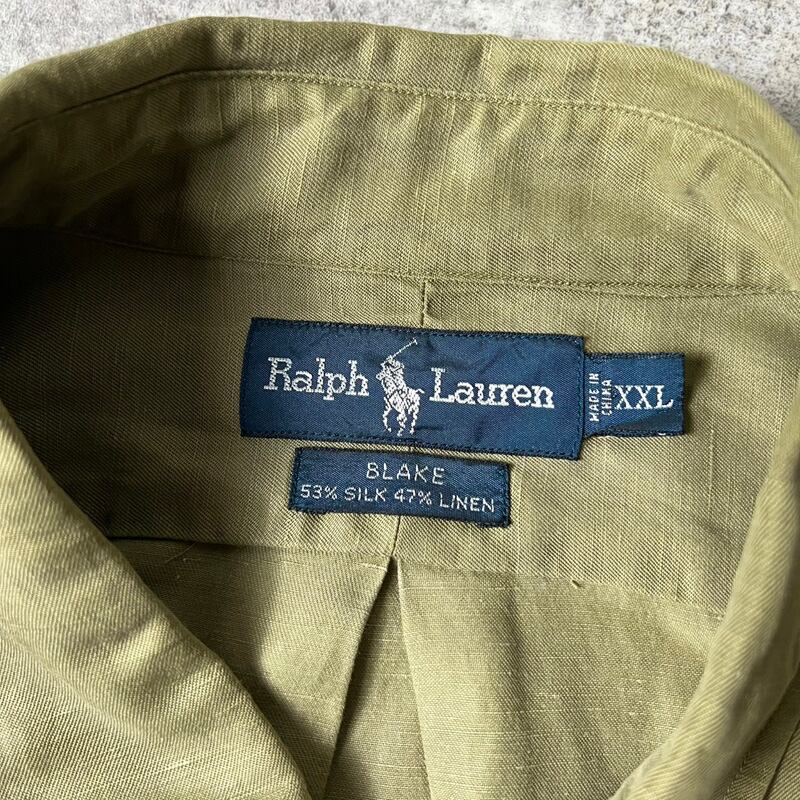 Ralph Lauren
MADE IN
CHINA
XXL
BLAKE
53% SILK 47% LINEN